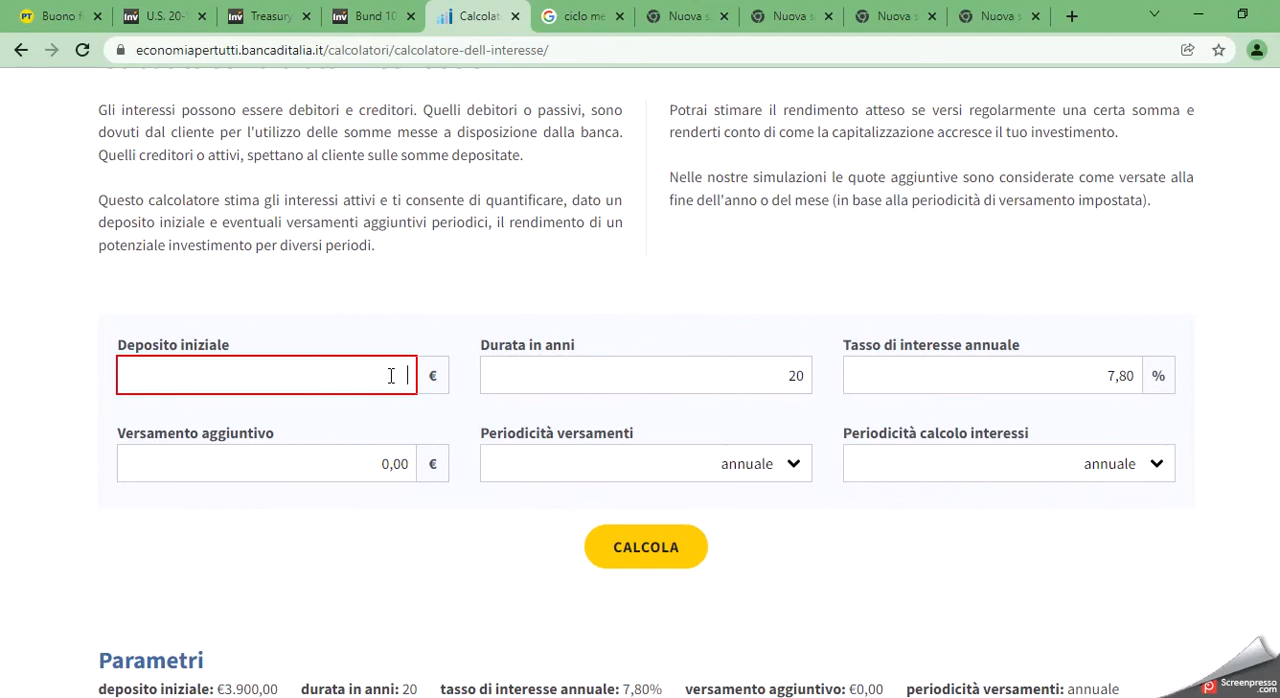 Buono f
U.S. 20-
Treasury
Bund 10
Calcolat
ciclo me
Nuova s
Nuova s
Nuova s
Nuova s
economiapertutti.bancaditalia.it/calcolatori/calcolatore-dell-interesse/
Gli interessi possono essere debitori e creditori. Quelli debitori o passivi, sono
dovuti dal cliente per l'utilizzo delle somme messe a disposizione dalla banca.
Quelli creditori o attivi, spettano al cliente sulle somme depositate.
Questo calcolatore stima gli interessi attivi e ti consente di quantificare, dato un
deposito iniziale e eventuali versamenti aggiuntivi periodici, il rendimento di un
potenziale investimento per diversi periodi.
Potrai stimare il rendimento atteso se versi regolarmente una certa somma e
renderti conto di come la capitalizzazione accresce il tuo investimento.
Nelle nostre simulazioni le quote aggiuntive sono considerate come versate alla
fine dell'anno o del mese (in base alla periodicità di versamento impostata).
Deposito iniziale
€
Durata in anni
20
Tasso di interesse annuale
7,80 %
Versamento aggiuntivo
0,00 €
Periodicità versamenti
annuale
Periodicità calcolo interessi
annuale
CALCOLA
Parametri
deposito iniziale: €3.900,00 durata in anni: 20 tasso di interesse annuale: 7,80% versamento aggiuntivo: €0,00 periodicità versamenti: annuale
Screenpresso
.com